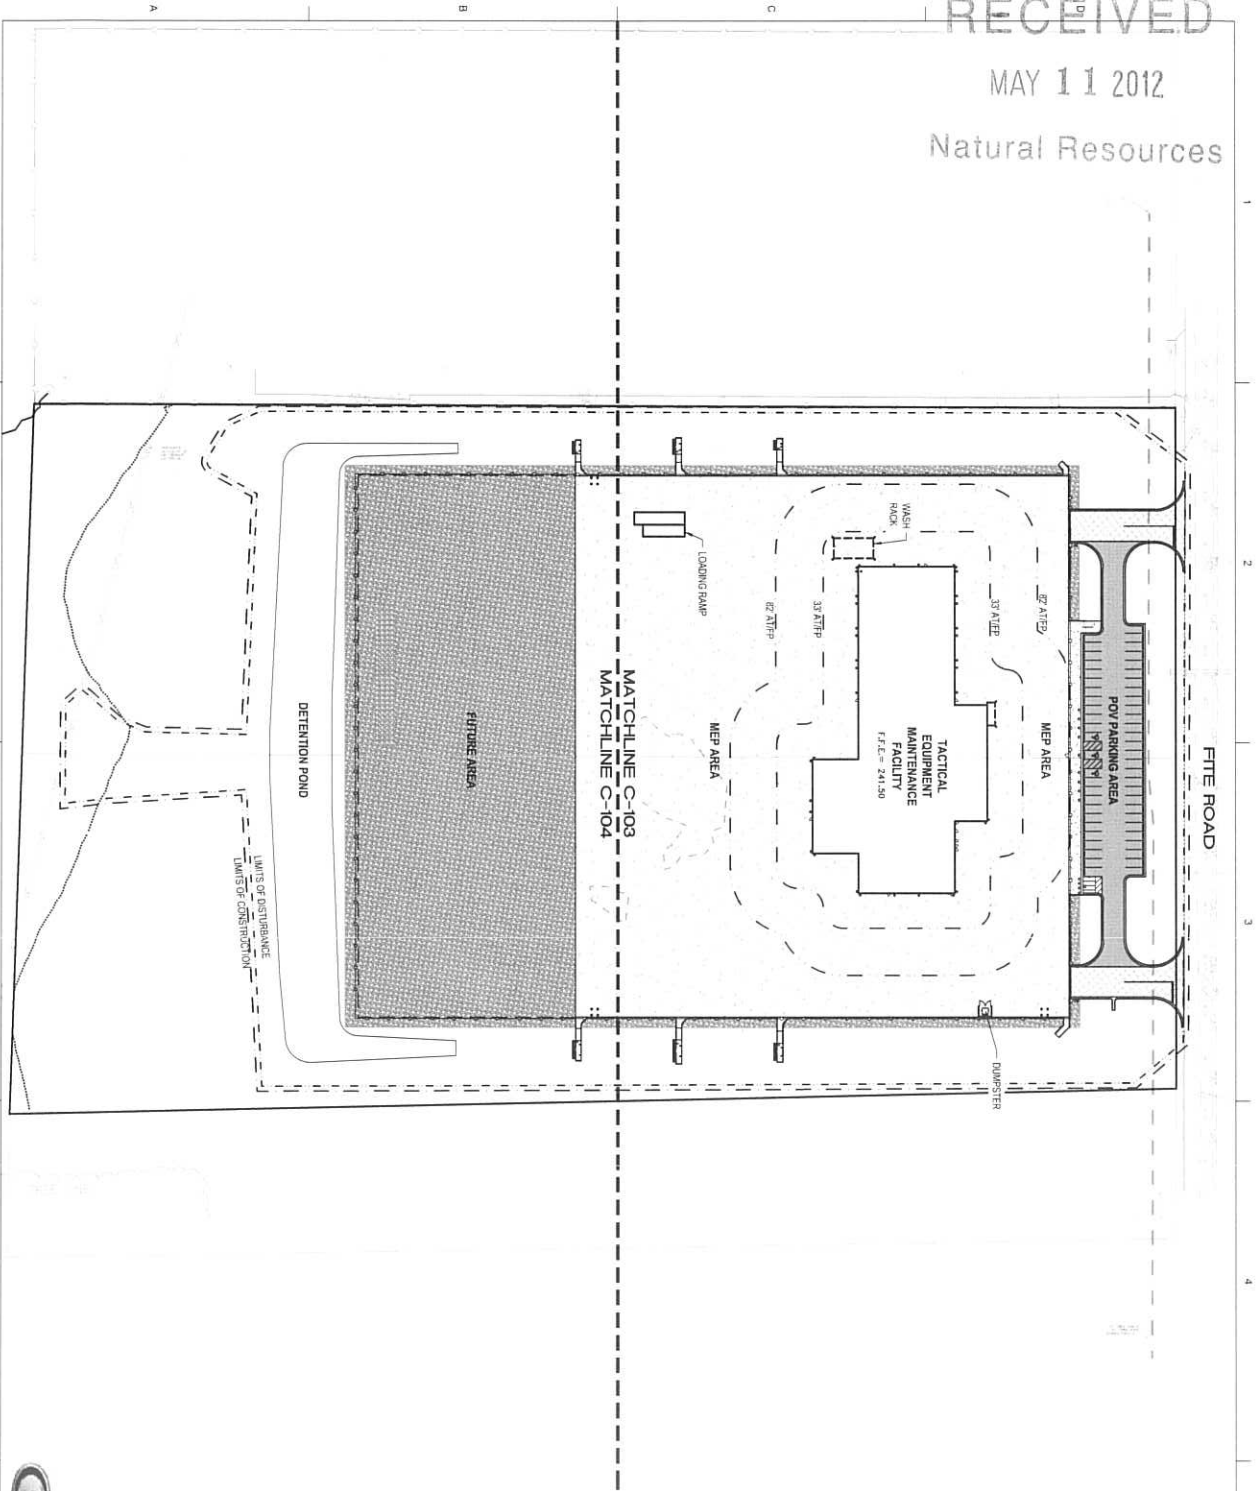 RECEIVED
MAY 11 2012
Natural Resources
A
B
C
D
1
2
3
4
FITE ROAD
POV PARKING AREA
MEP AREA
82' AT/FP
33' AT/FP
WASH
RACK
TACTICAL
EQUIPMENT
MAINTENANCE
FACILITY
F.F.E.= 241.50
33' AT/FP
82' AT/FP
LOADING RAMP
MEP AREA
DUMPSTER
MATCHLINE C-103
MATCHLINE C-104
FUTURE AREA
DETENTION POND
LIMITS OF DISTURBANCE
LIMITS OF CONSTRUCTION